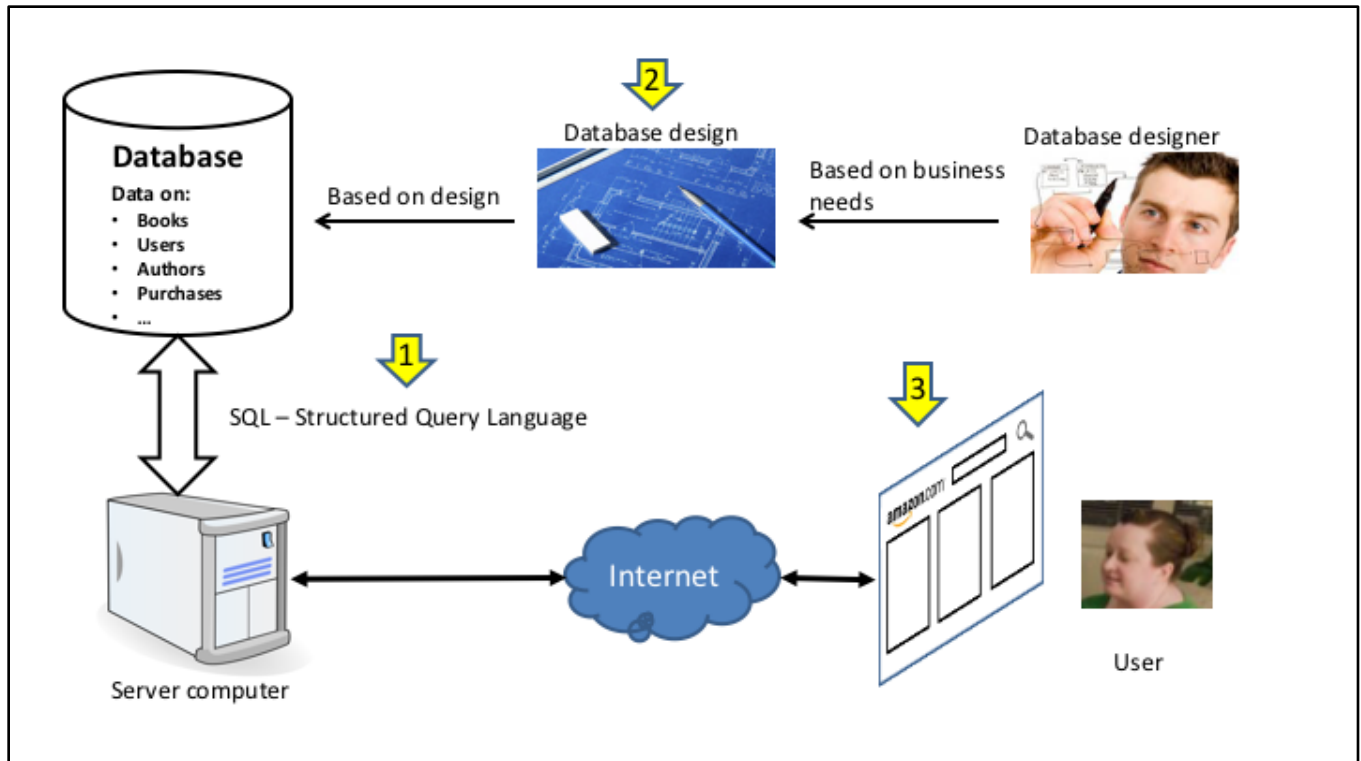 2
Database design
Database designer
Database
Data on:
• Books
• Users
• Authors
• Purchases
• ...
Based on design
Based on business
needs
1
SQL – Structured Query Language
3
amazon.com
Internet
Server computer
User